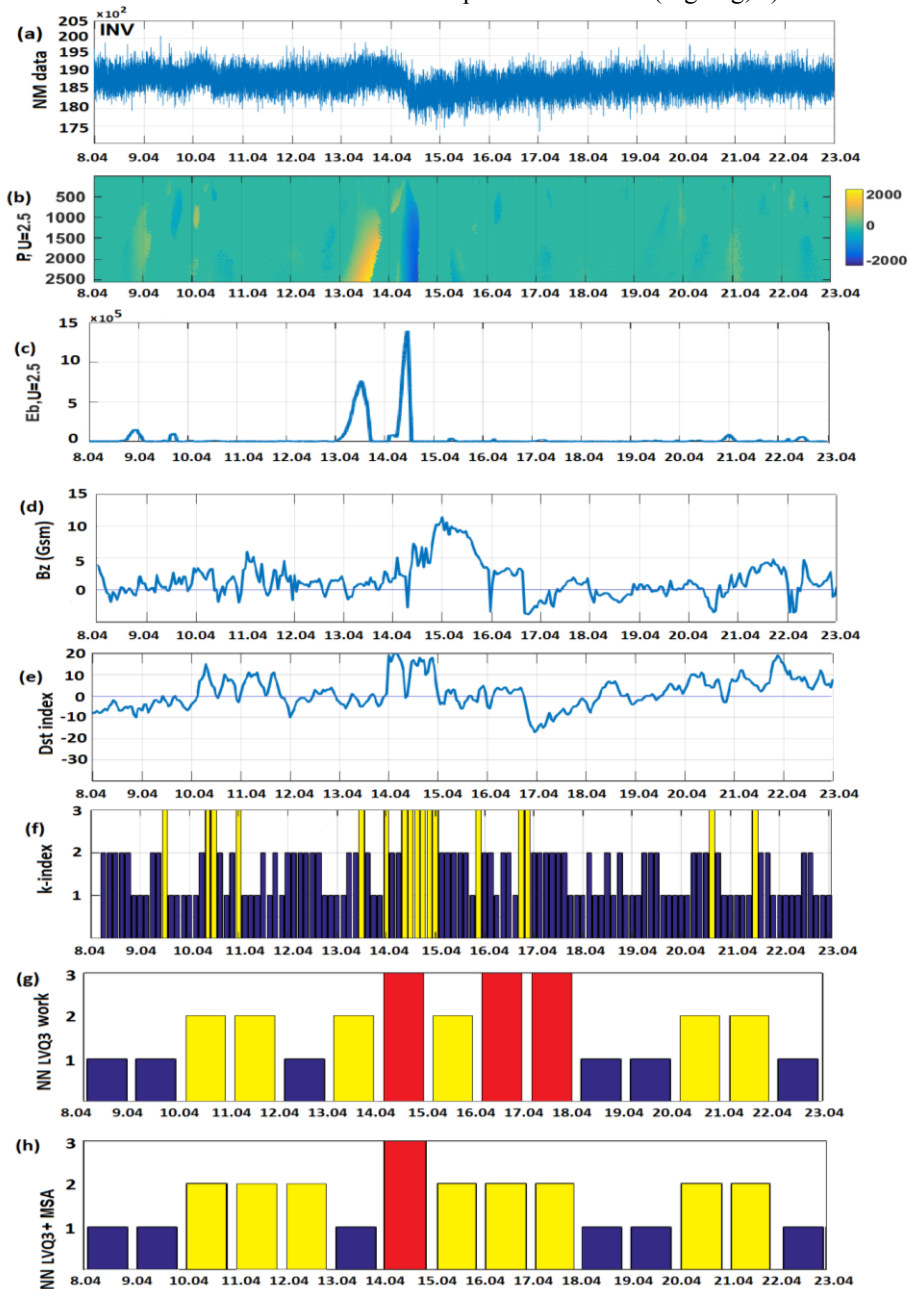 (a)
INV
×10²
NM data
205
200
195
190
185
180
175
8.04 9.04 10.04 11.04 12.04 13.04 14.04 15.04 16.04 17.04 18.04 19.04 20.04 21.04 22.04 23.04
(b)
P,U=2.5
500
1000
1500
2000
2500
2000
0
-2000
8.04 9.04 10.04 11.04 12.04 13.04 14.04 15.04 16.04 17.04 18.04 19.04 20.04 21.04 22.04 23.04
(c)
×10⁵
Eb,U=2.5
15
10
5
0
8.04 9.04 10.04 11.04 12.04 13.04 14.04 15.04 16.04 17.04 18.04 19.04 20.04 21.04 22.04 23.04
(d)
Bz (Gsm)
15
10
5
0
8.04 9.04 10.04 11.04 12.04 13.04 14.04 15.04 16.04 17.04 18.04 19.04 20.04 21.04 22.04 23.04
(e)
Dst index
20
10
0
-10
-20
-30
8.04 9.04 10.04 11.04 12.04 13.04 14.04 15.04 16.04 17.04 18.04 19.04 20.04 21.04 22.04 23.04
(f)
k-index
3
2
1
8.04 9.04 10.04 11.04 12.04 13.04 14.04 15.04 16.04 17.04 18.04 19.04 20.04 21.04 22.04 23.04
(g)
NN LVQ3 work
3
2
1
8.04 9.04 10.04 11.04 12.04 13.04 14.04 15.04 16.04 17.04 18.04 19.04 20.04 21.04 22.04 23.04
(h)
NN LVQ3+ MSA
3
2
1
8.04 9.04 10.04 11.04 12.04 13.04 14.04 15.04 16.04 17.04 18.04 19.04 20.04 21.04 22.04 23.04